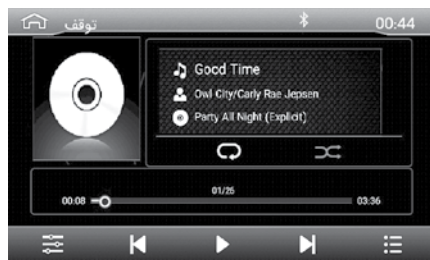 توقف 00:44
Good Time
Owl City/Carly Rae Jepsen
Party All Night (Explicit)
01/26
00:08 03:36